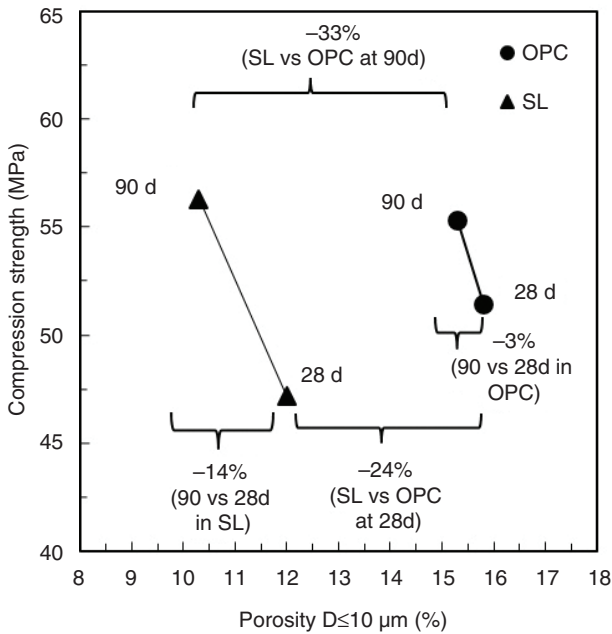 Compression strength (MPa)
65
60
55
50
45
40
–33%
(SL vs OPC at 90d)
OPC
SL
90 d
90 d
28 d
28 d
–3%
(90 vs 28d in
OPC)
–14%
(90 vs 28d
in SL)
–24%
(SL vs OPC
at 28d)
8 9 10 11 12 13 14 15 16 17 18
Porosity D≤10 µm (%)